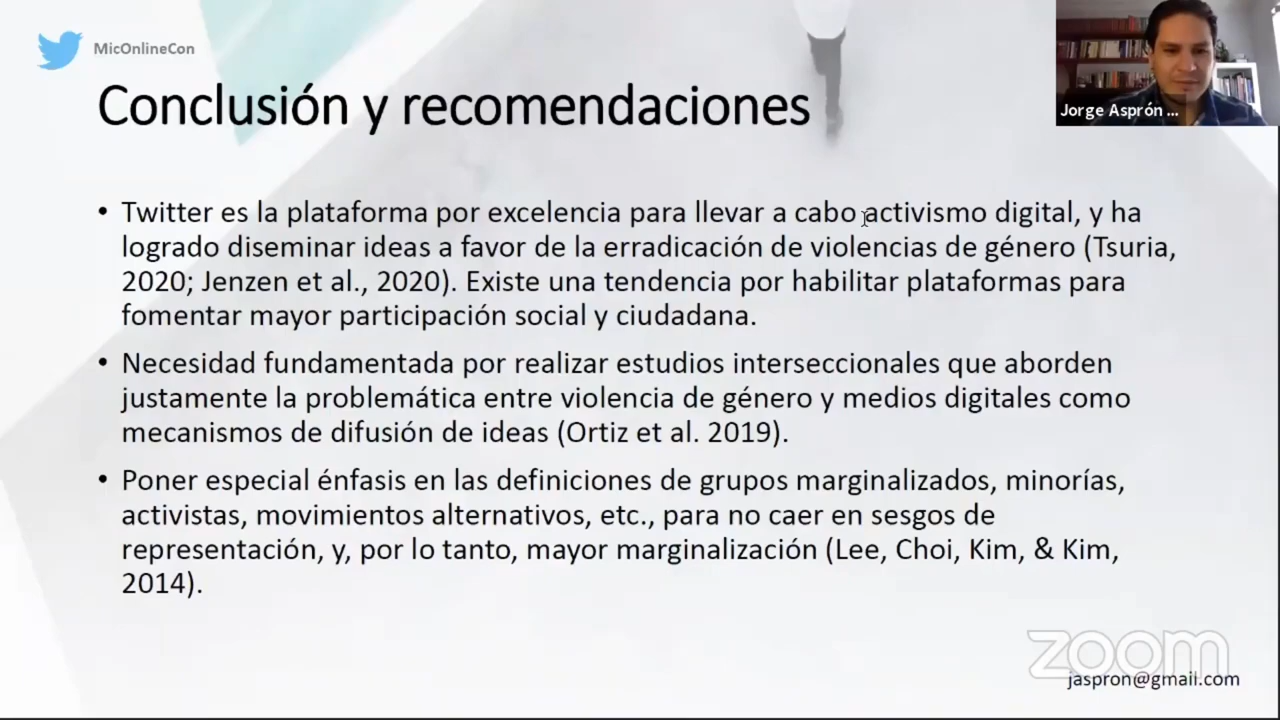 MicOnlineCon
Conclusión y recomendaciones
Jorge Asprón ...
• Twitter es la plataforma por excelencia para llevar a cabo activismo digital, y ha
logrado diseminar ideas a favor de la erradicación de violencias de género (Tsuria,
2020; Jenzen et al., 2020). Existe una tendencia por habilitar plataformas para
fomentar mayor participación social y ciudadana.
• Necesidad fundamentada por realizar estudios interseccionales que aborden
justamente la problemática entre violencia de género y medios digitales como
mecanismos de difusión de ideas (Ortiz et al. 2019).
• Poner especial énfasis en las definiciones de grupos marginalizados, minorías,
activistas, movimientos alternativos, etc., para no caer en sesgos de
representación, y, por lo tanto, mayor marginalización (Lee, Choi, Kim, & Kim,
2014).
zoom
jaspron@gmail.com